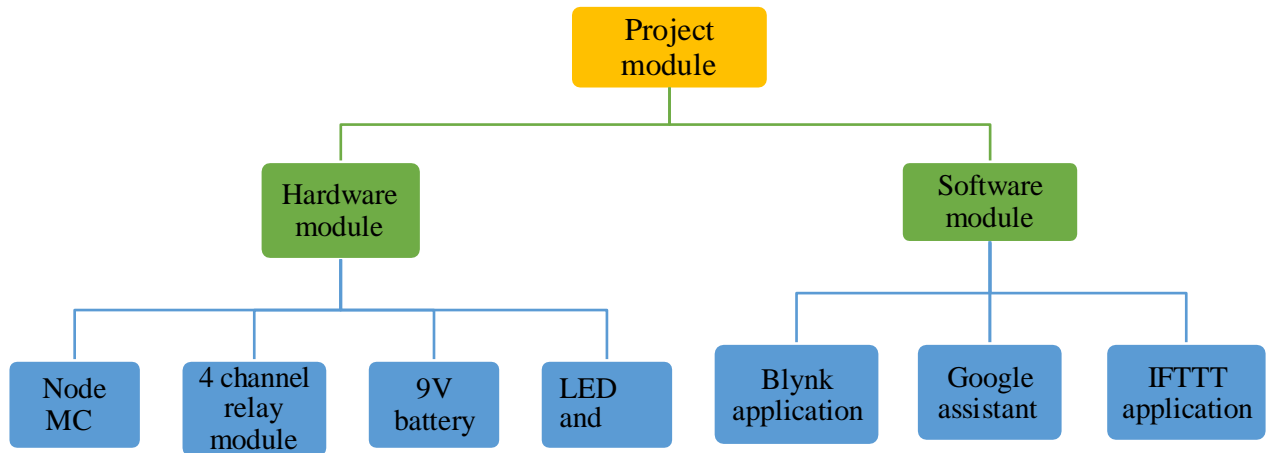 Project
module
Hardware
module
Software
module
Node
MC
4 channel
relay
module
9V
battery
LED
and
Blynk
application
Google
assistant
IFTTT
application